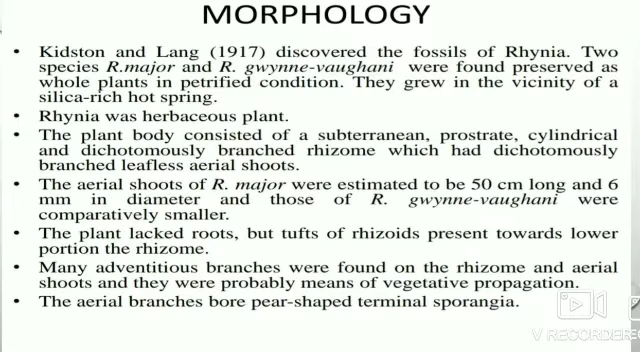 MORPHOLOGY
• Kidston and Lang (1917) discovered the fossils of Rhynia. Two
species R.major and R. gwynne-vaughani were found preserved as
whole plants in petrified condition. They grew in the vicinity of a
silica-rich hot spring.
• Rhynia was herbaceous plant.
• The plant body consisted of a subterranean, prostrate, cylindrical
and dichotomously branched rhizome which had dichotomously
branched leafless aerial shoots.
• The aerial shoots of R. major were estimated to be 50 cm long and 6
mm in diameter and those of R. gwynne-vaughani were
comparatively smaller.
• The plant lacked roots, but tufts of rhizoids present towards lower
portion the rhizome.
• Many adventitious branches were found on the rhizome and aerial
shoots and they were probably means of vegetative propagation.
• The aerial branches bore pear-shaped terminal sporangia.
V RECORDER